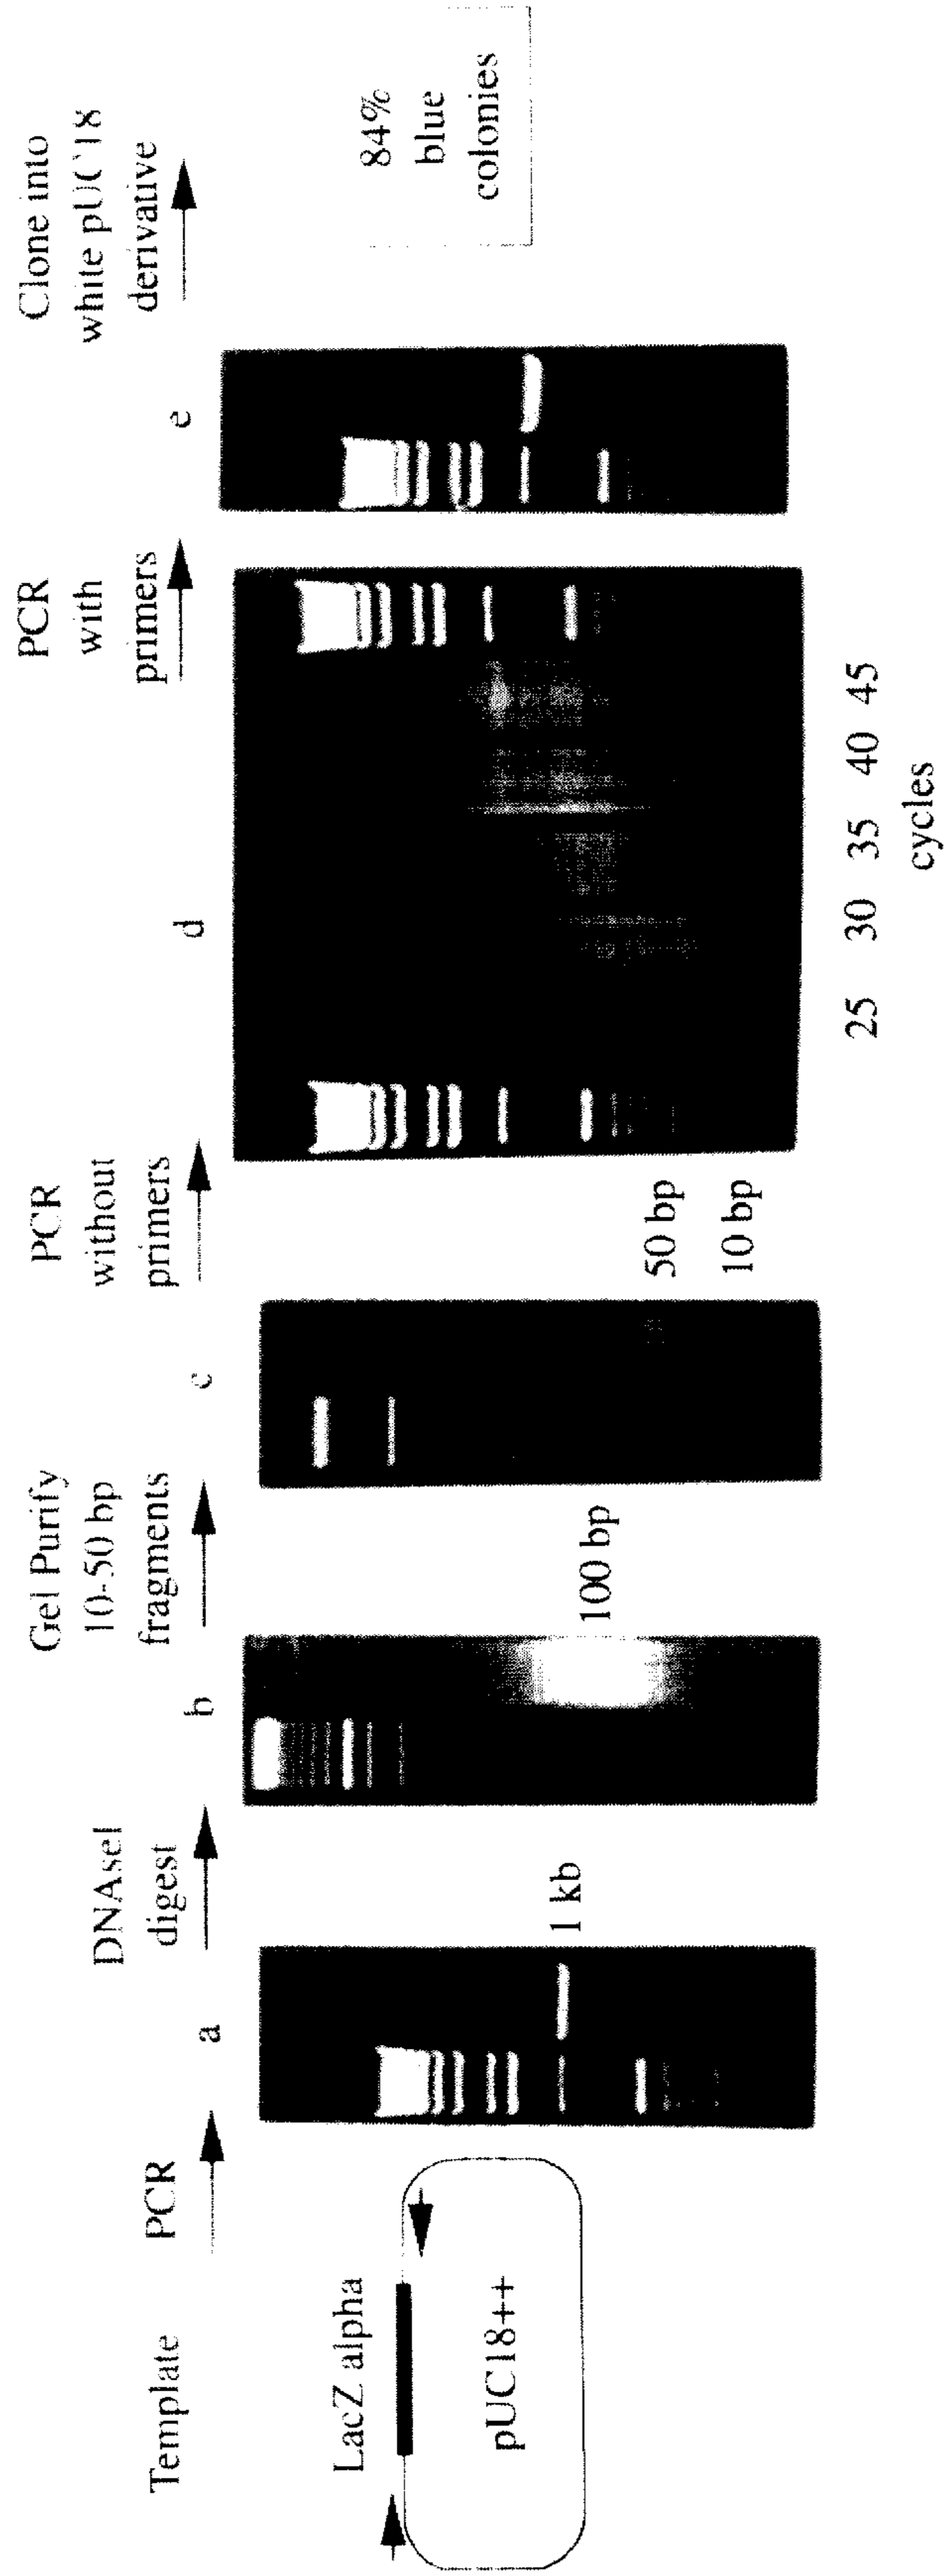 Template
LacZ alpha
pUC18++
PCR
a
1 kb
DNAseI
digest
b
100 bp
Gel Purify
10-50 bp
fragments
c
50 bp
10 bp
PCR
without
primers
d
25 30 35 40 45
cycles
PCR
with
primers
e
Clone into
white pUC18
derivative
84%
blue
colonies